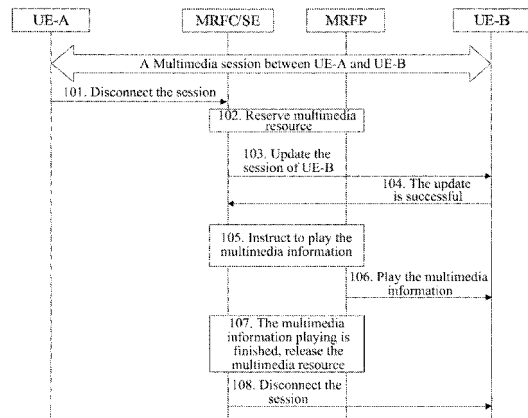 UE-A
MRFC/SE
MRFP
UE-B
A Multimedia session between UE-A and UE-B
101. Disconnect the session
102. Reserve multimedia
resource
103. Update the
session of UE-B
104. The update
is successful
105. Instruct to play the
multimedia information
106. Play the multimedia
information
107. The multimedia
information playing is
finished, release the
multimedia resource
108. Disconnect the
session